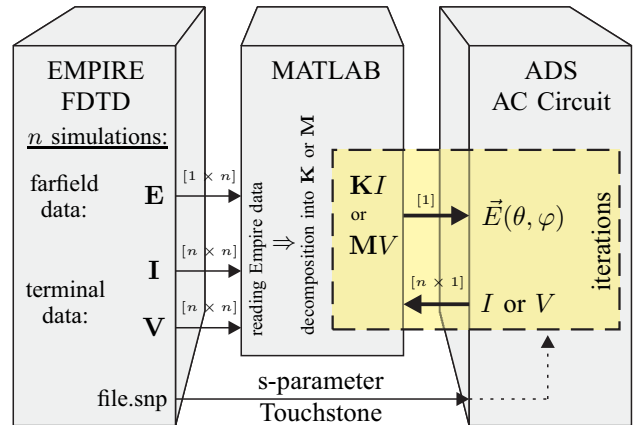 EMPIRE
FDTD
n simulations:
farfield
data:
E
I
terminal
data:
V
file.snp
[1 × n]
[n × n]
[n × n]
MATLAB
reading Empire data
⇒
decomposition into K or M
KI
or
MV
[1]
[n × 1]
ADS
AC Circuit
E⃗(θ, φ)
I or V
iterations
s-parameter
Touchstone